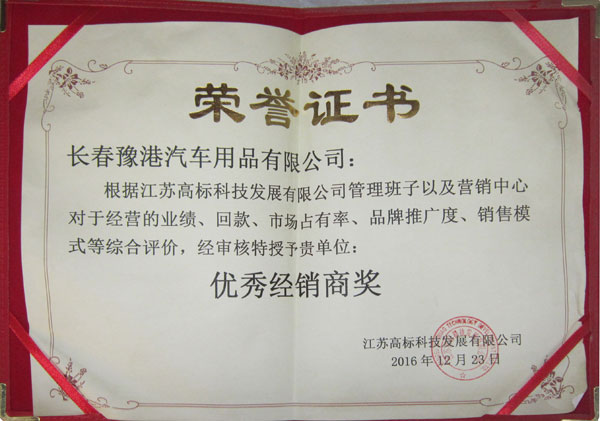 荣誉证书
长春豫港汽车用品有限公司：
根据江苏高标科技发展有限公司管理班子以及营销中心
对于经营的业绩、回款、市场占有率、品牌推广度、销售模
式等综合评价，经审核特授予贵单位：
优秀经销商奖
江苏高标科技发展有限公司
2016年12月23日